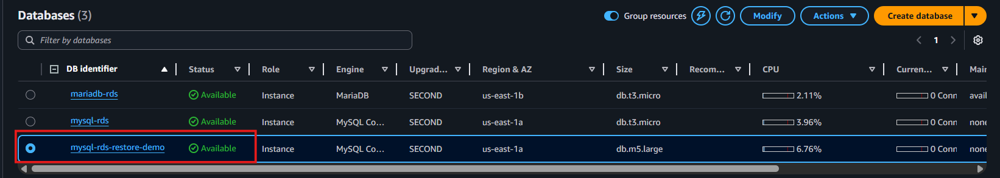 Databases (3) Group resources Modify Actions Create database
Filter by databases 1
DB identifier Status Role Engine Upgrad... Region & AZ Size Recom... CPU Curren... Main
mariadb-rds Available Instance MariaDB SECOND us-east-1b db.t3.micro 2.11% 0 Conn avail
mysql-rds Available Instance MySQL Co... SECOND us-east-1a db.t3.micro 3.96% 0 Conn none
mysql-rds-restore-demo Available Instance MySQL Co... SECOND us-east-1a db.m5.large 6.76% 0 Conn none